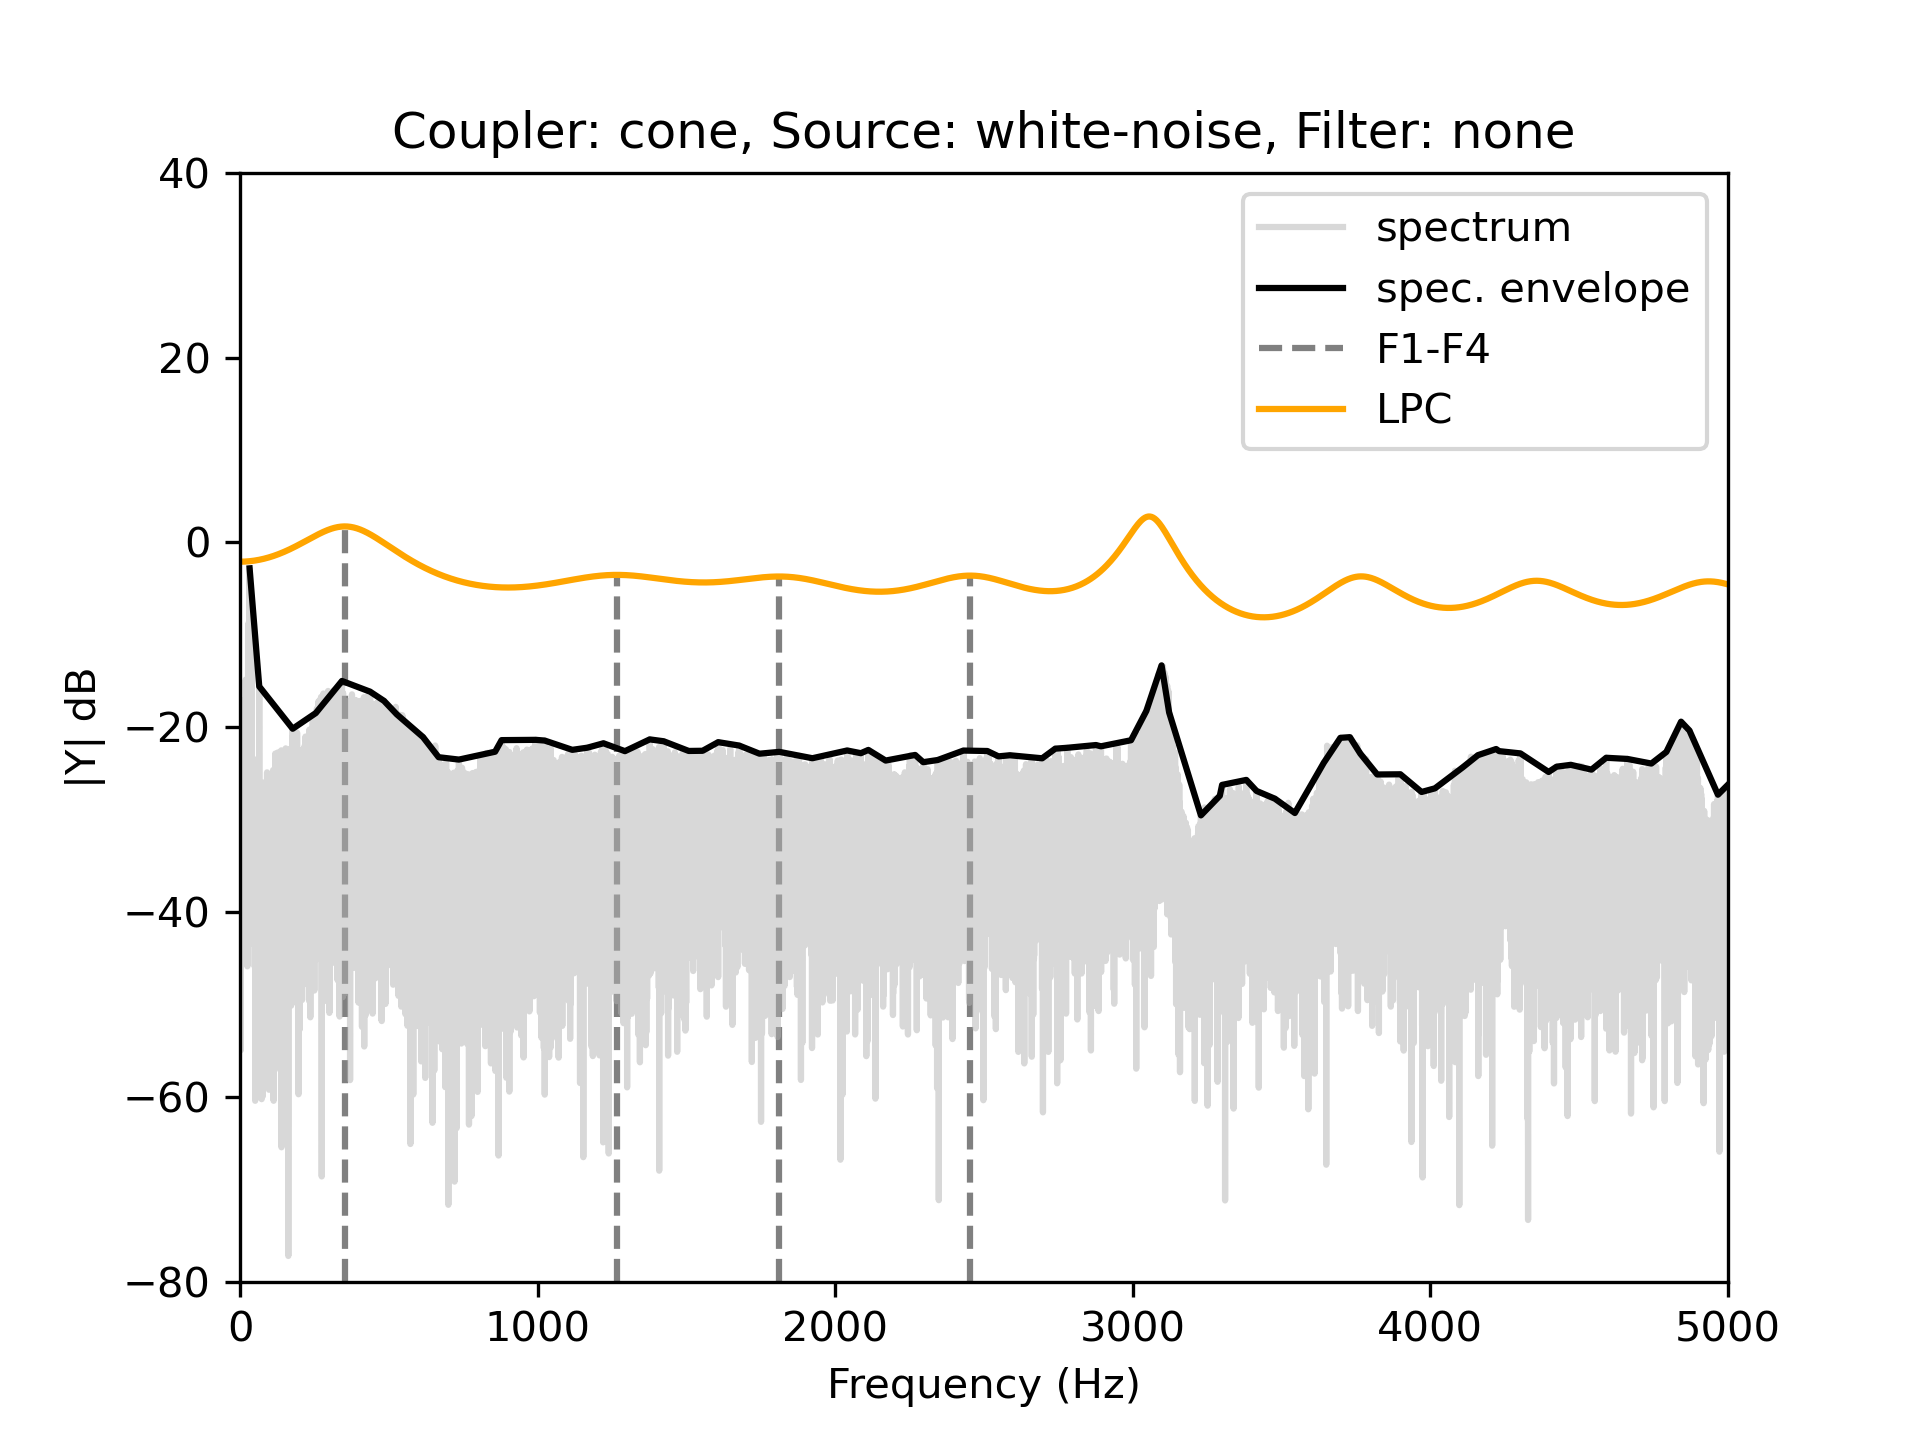 Coupler: cone, Source: white-noise, Filter: none
40
20
0
−20
−40
−60
−80
|Y| dB
spectrum
spec. envelope
F1-F4
LPC
0 1000 2000 3000 4000 5000
Frequency (Hz)